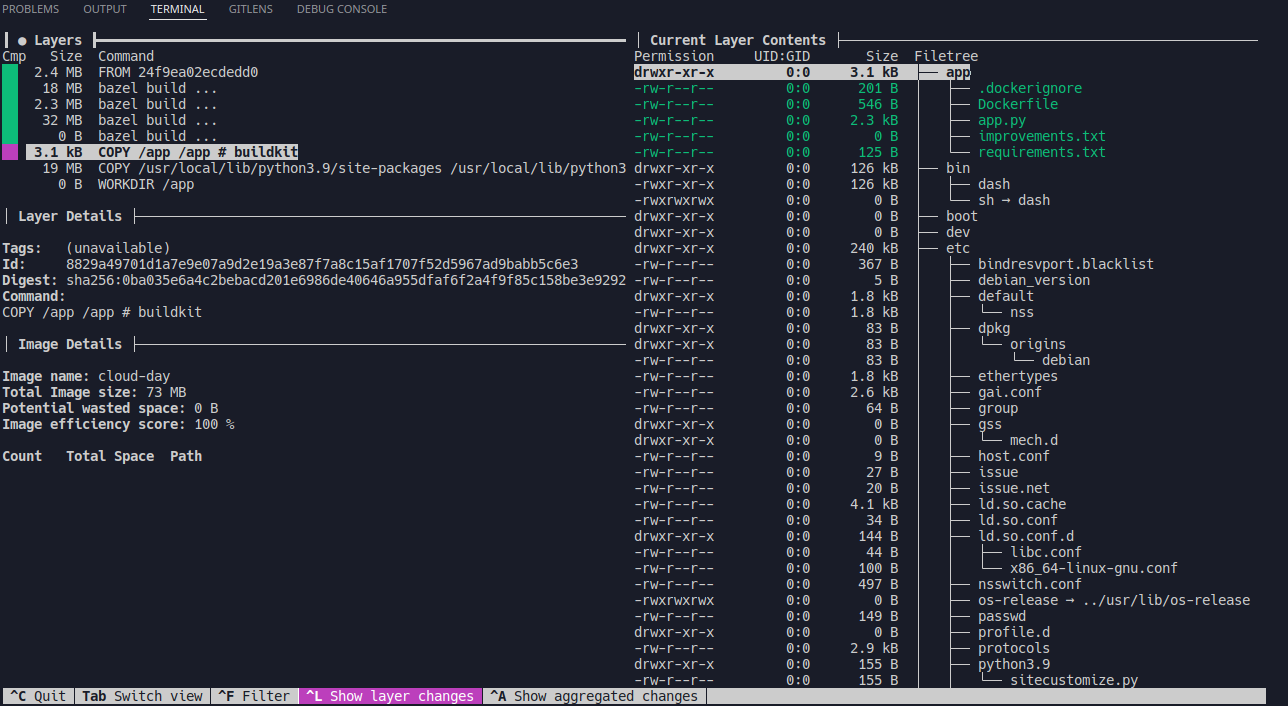 PROBLEMS OUTPUT TERMINAL GITLENS DEBUG CONSOLE
● Layers
Cmp Size Command
2.4 MB FROM 24f9ea02ecdedd0
18 MB bazel build ...
2.3 MB bazel build ...
32 MB bazel build ...
0 B bazel build ...
3.1 kB COPY /app /app # buildkit
19 MB COPY /usr/local/lib/python3.9/site-packages /usr/local/lib/python3
0 B WORKDIR /app
Layer Details
Tags: (unavailable)
Id: 8829a49701d1a7e9e07a9d2e19a3e87f7a8c15af1707f52d5967ad9babb5c6e3
Digest: sha256:0ba035e6a4c2bebacd201e6986de40646a955dfaf6f2a4f9f85c158be3e9292
Command:
COPY /app /app # buildkit
Image Details
Image name: cloud-day
Total Image size: 73 MB
Potential wasted space: 0 B
Image efficiency score: 100 %
Count Total Space Path
Current Layer Contents
Permission UID:GID Size Filetree
drwxr-xr-x 0:0 3.1 kB app
-rw-r--r-- 0:0 201 B .dockerignore
-rw-r--r-- 0:0 546 B Dockerfile
-rw-r--r-- 0:0 2.3 kB app.py
-rw-r--r-- 0:0 0 B improvements.txt
-rw-r--r-- 0:0 125 B requirements.txt
drwxr-xr-x 0:0 126 kB bin
-rwxr-xr-x 0:0 126 kB dash
-rwxrwxrwx 0:0 0 B sh → dash
drwxr-xr-x 0:0 0 B boot
drwxr-xr-x 0:0 0 B dev
drwxr-xr-x 0:0 240 kB etc
-rw-r--r-- 0:0 367 B bindresvport.blacklist
-rw-r--r-- 0:0 5 B debian_version
drwxr-xr-x 0:0 1.8 kB default
-rw-r--r-- 0:0 1.8 kB nss
drwxr-xr-x 0:0 83 B dpkg
drwxr-xr-x 0:0 83 B origins
-rw-r--r-- 0:0 83 B debian
-rw-r--r-- 0:0 1.8 kB ethertypes
-rw-r--r-- 0:0 2.6 kB gai.conf
-rw-r--r-- 0:0 64 B group
drwxr-xr-x 0:0 0 B gss
drwxr-xr-x 0:0 0 B mech.d
-rw-r--r-- 0:0 9 B host.conf
-rw-r--r-- 0:0 27 B issue
-rw-r--r-- 0:0 20 B issue.net
-rw-r--r-- 0:0 4.1 kB ld.so.cache
-rw-r--r-- 0:0 34 B ld.so.conf
drwxr-xr-x 0:0 144 B ld.so.conf.d
-rw-r--r-- 0:0 44 B libc.conf
-rw-r--r-- 0:0 100 B x86_64-linux-gnu.conf
-rw-r--r-- 0:0 497 B nsswitch.conf
-rwxrwxrwx 0:0 0 B os-release → ../usr/lib/os-release
-rw-r--r-- 0:0 149 B passwd
drwxr-xr-x 0:0 0 B profile.d
-rw-r--r-- 0:0 2.9 kB protocols
drwxr-xr-x 0:0 155 B python3.9
-rw-r--r-- 0:0 155 B sitecustomize.py
^C Quit Tab Switch view ^F Filter ^L Show layer changes ^A Show aggregated changes